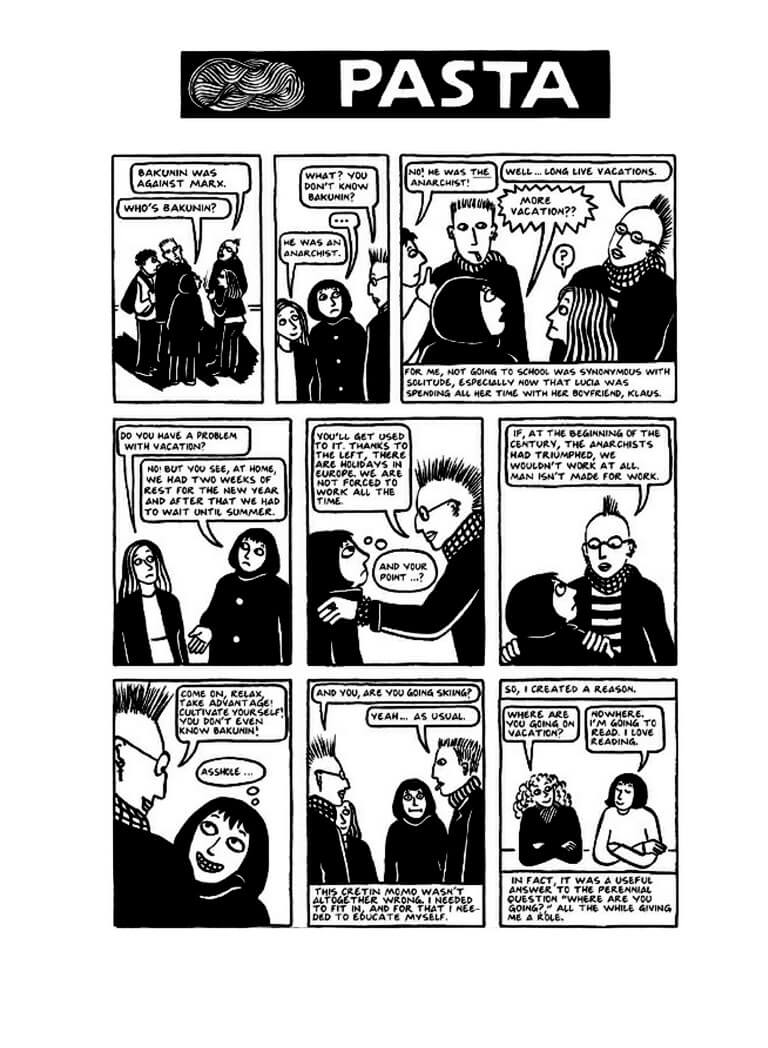 PASTA
BAKUNIN WAS
AGAINST MARX.
WHO'S BAKUNIN?
WHAT? YOU
DON'T KNOW
BAKUNIN?
...
HE WAS AN
ANARCHIST.
NO! HE WAS THE
ANARCHIST!
WELL... LONG LIVE VACATIONS.
MORE
VACATION??
?
FOR ME, NOT GOING TO SCHOOL WAS SYNONYMOUS WITH
SOLITUDE, ESPECIALLY NOW THAT LUCIA WAS
SPENDING ALL HER TIME WITH HER BOYFRIEND, KLAUS.
DO YOU HAVE A PROBLEM
WITH VACATION?
NO! BUT YOU SEE, AT HOME,
WE HAD TWO WEEKS OF
REST FOR THE NEW YEAR
AND AFTER THAT WE HAD
TO WAIT UNTIL SUMMER.
YOU'LL GET USED
TO IT. THANKS TO
THE LEFT, THERE
ARE HOLIDAYS IN
EUROPE. WE ARE
NOT FORCED TO
WORK ALL THE
TIME.
AND YOUR
POINT ...?
IF, AT THE BEGINNING OF THE
CENTURY, THE ANARCHISTS
HAD TRIUMPHED, WE
WOULDN'T WORK AT ALL.
MAN ISN'T MADE FOR WORK.
COME ON, RELAX,
TAKE ADVANTAGE!
CULTIVATE YOURSELF!
YOU DON'T EVEN
KNOW BAKUNIN!
ASSHOLE ...
AND YOU, ARE YOU GOING SKIING?
YEAH... AS USUAL.
THIS CRETIN MOMO WASN'T
ALTOGETHER WRONG. I NEEDED
TO FIT IN, AND FOR THAT I NEE-
DED TO EDUCATE MYSELF.
SO, I CREATED A REASON.
WHERE ARE
YOU GOING ON
VACATION?
NOWHERE.
I'M GOING TO
READ. I LOVE
READING.
IN FACT, IT WAS A USEFUL
ANSWER TO THE PERENNIAL
QUESTION "WHERE ARE YOU
GOING?," ALL THE WHILE GIVING
ME A ROLE.